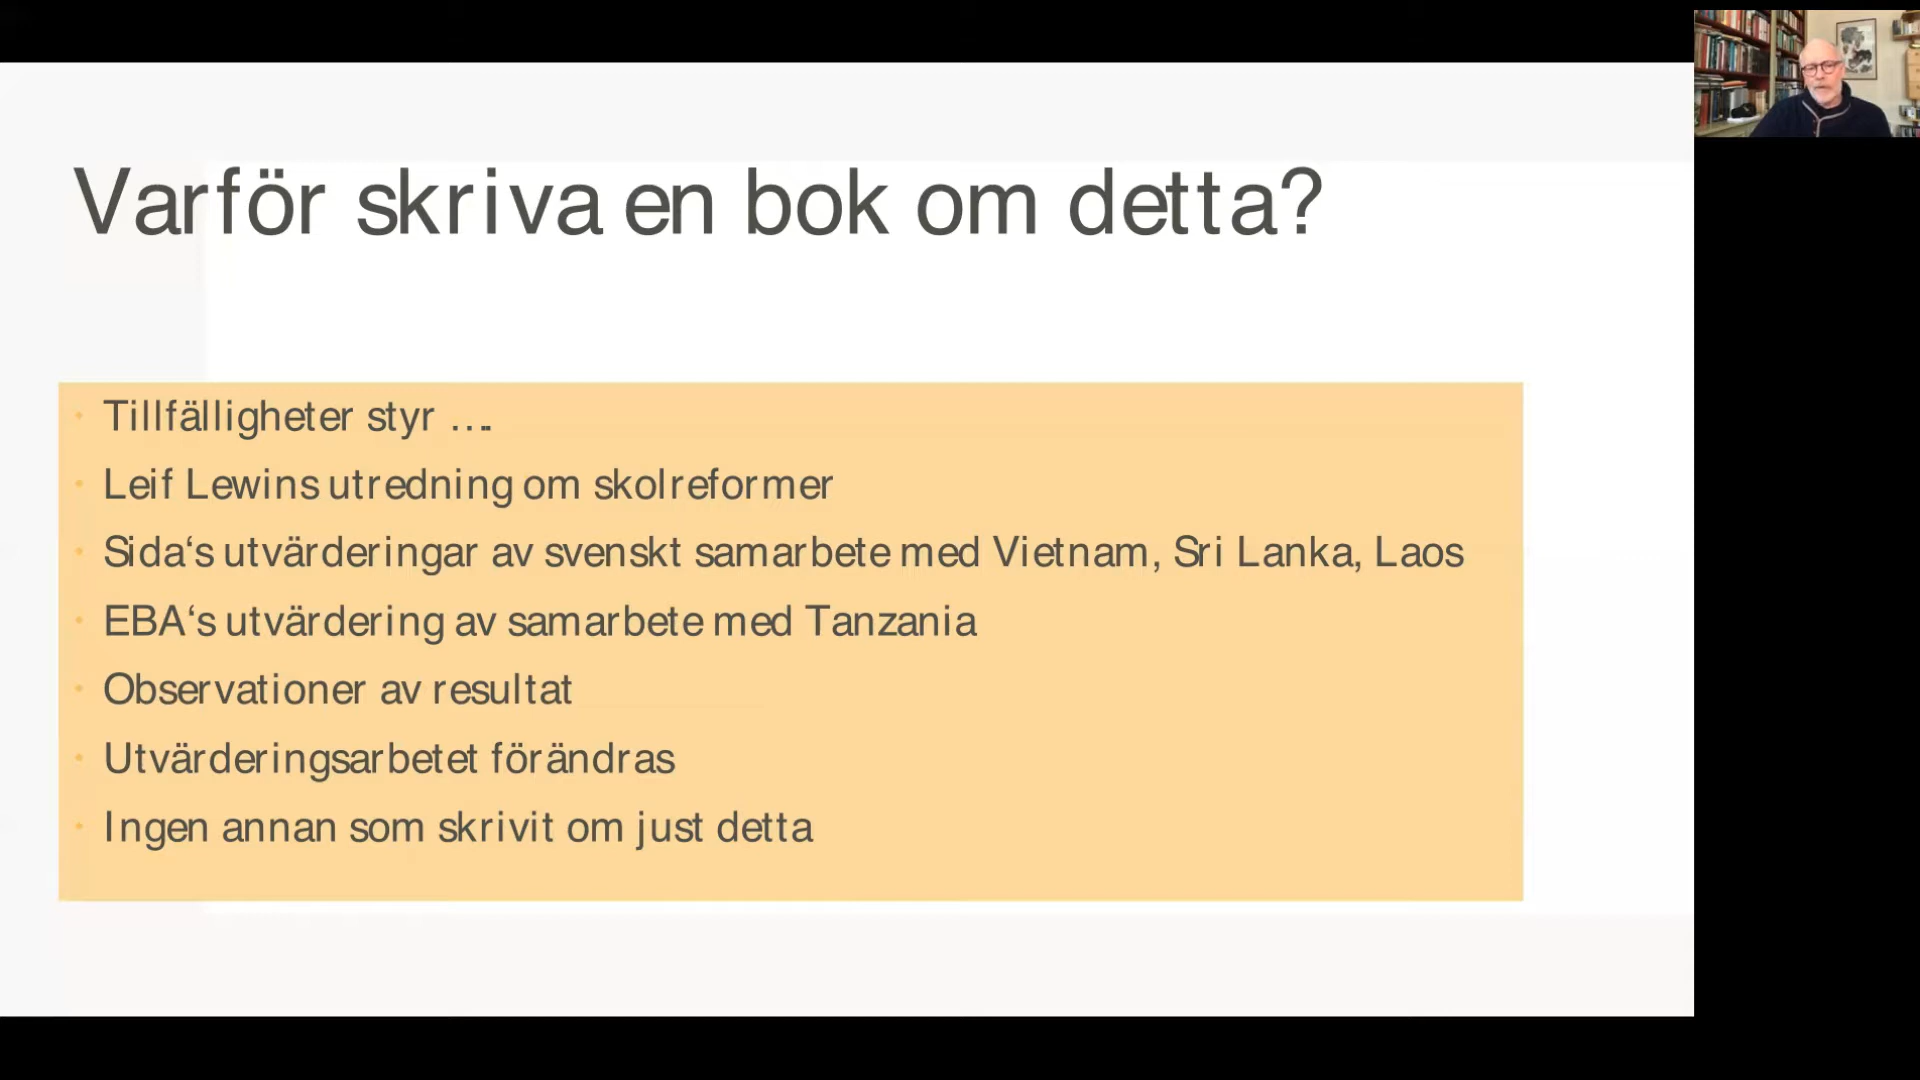 Varför skriva en bok om detta?
Tillfälligheter styr ….
Leif Lewins utredning om skolreformer
Sida‘s utvärderingar av svenskt samarbete med Vietnam, Sri Lanka, Laos
EBA‘s utvärdering av samarbete med Tanzania
Observationer av resultat
Utvärderingsarbetet förändras
Ingen annan som skrivit om just detta